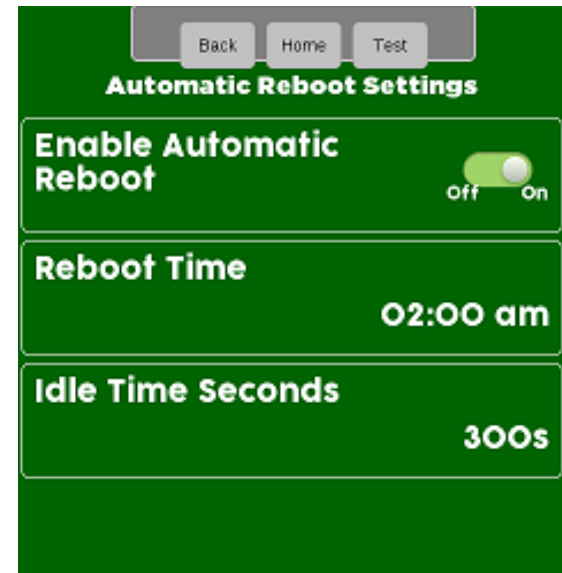 Back Home Test
Automatic Reboot Settings
Enable Automatic
Reboot
Off On
Reboot Time
02:00 am
Idle Time Seconds
300s